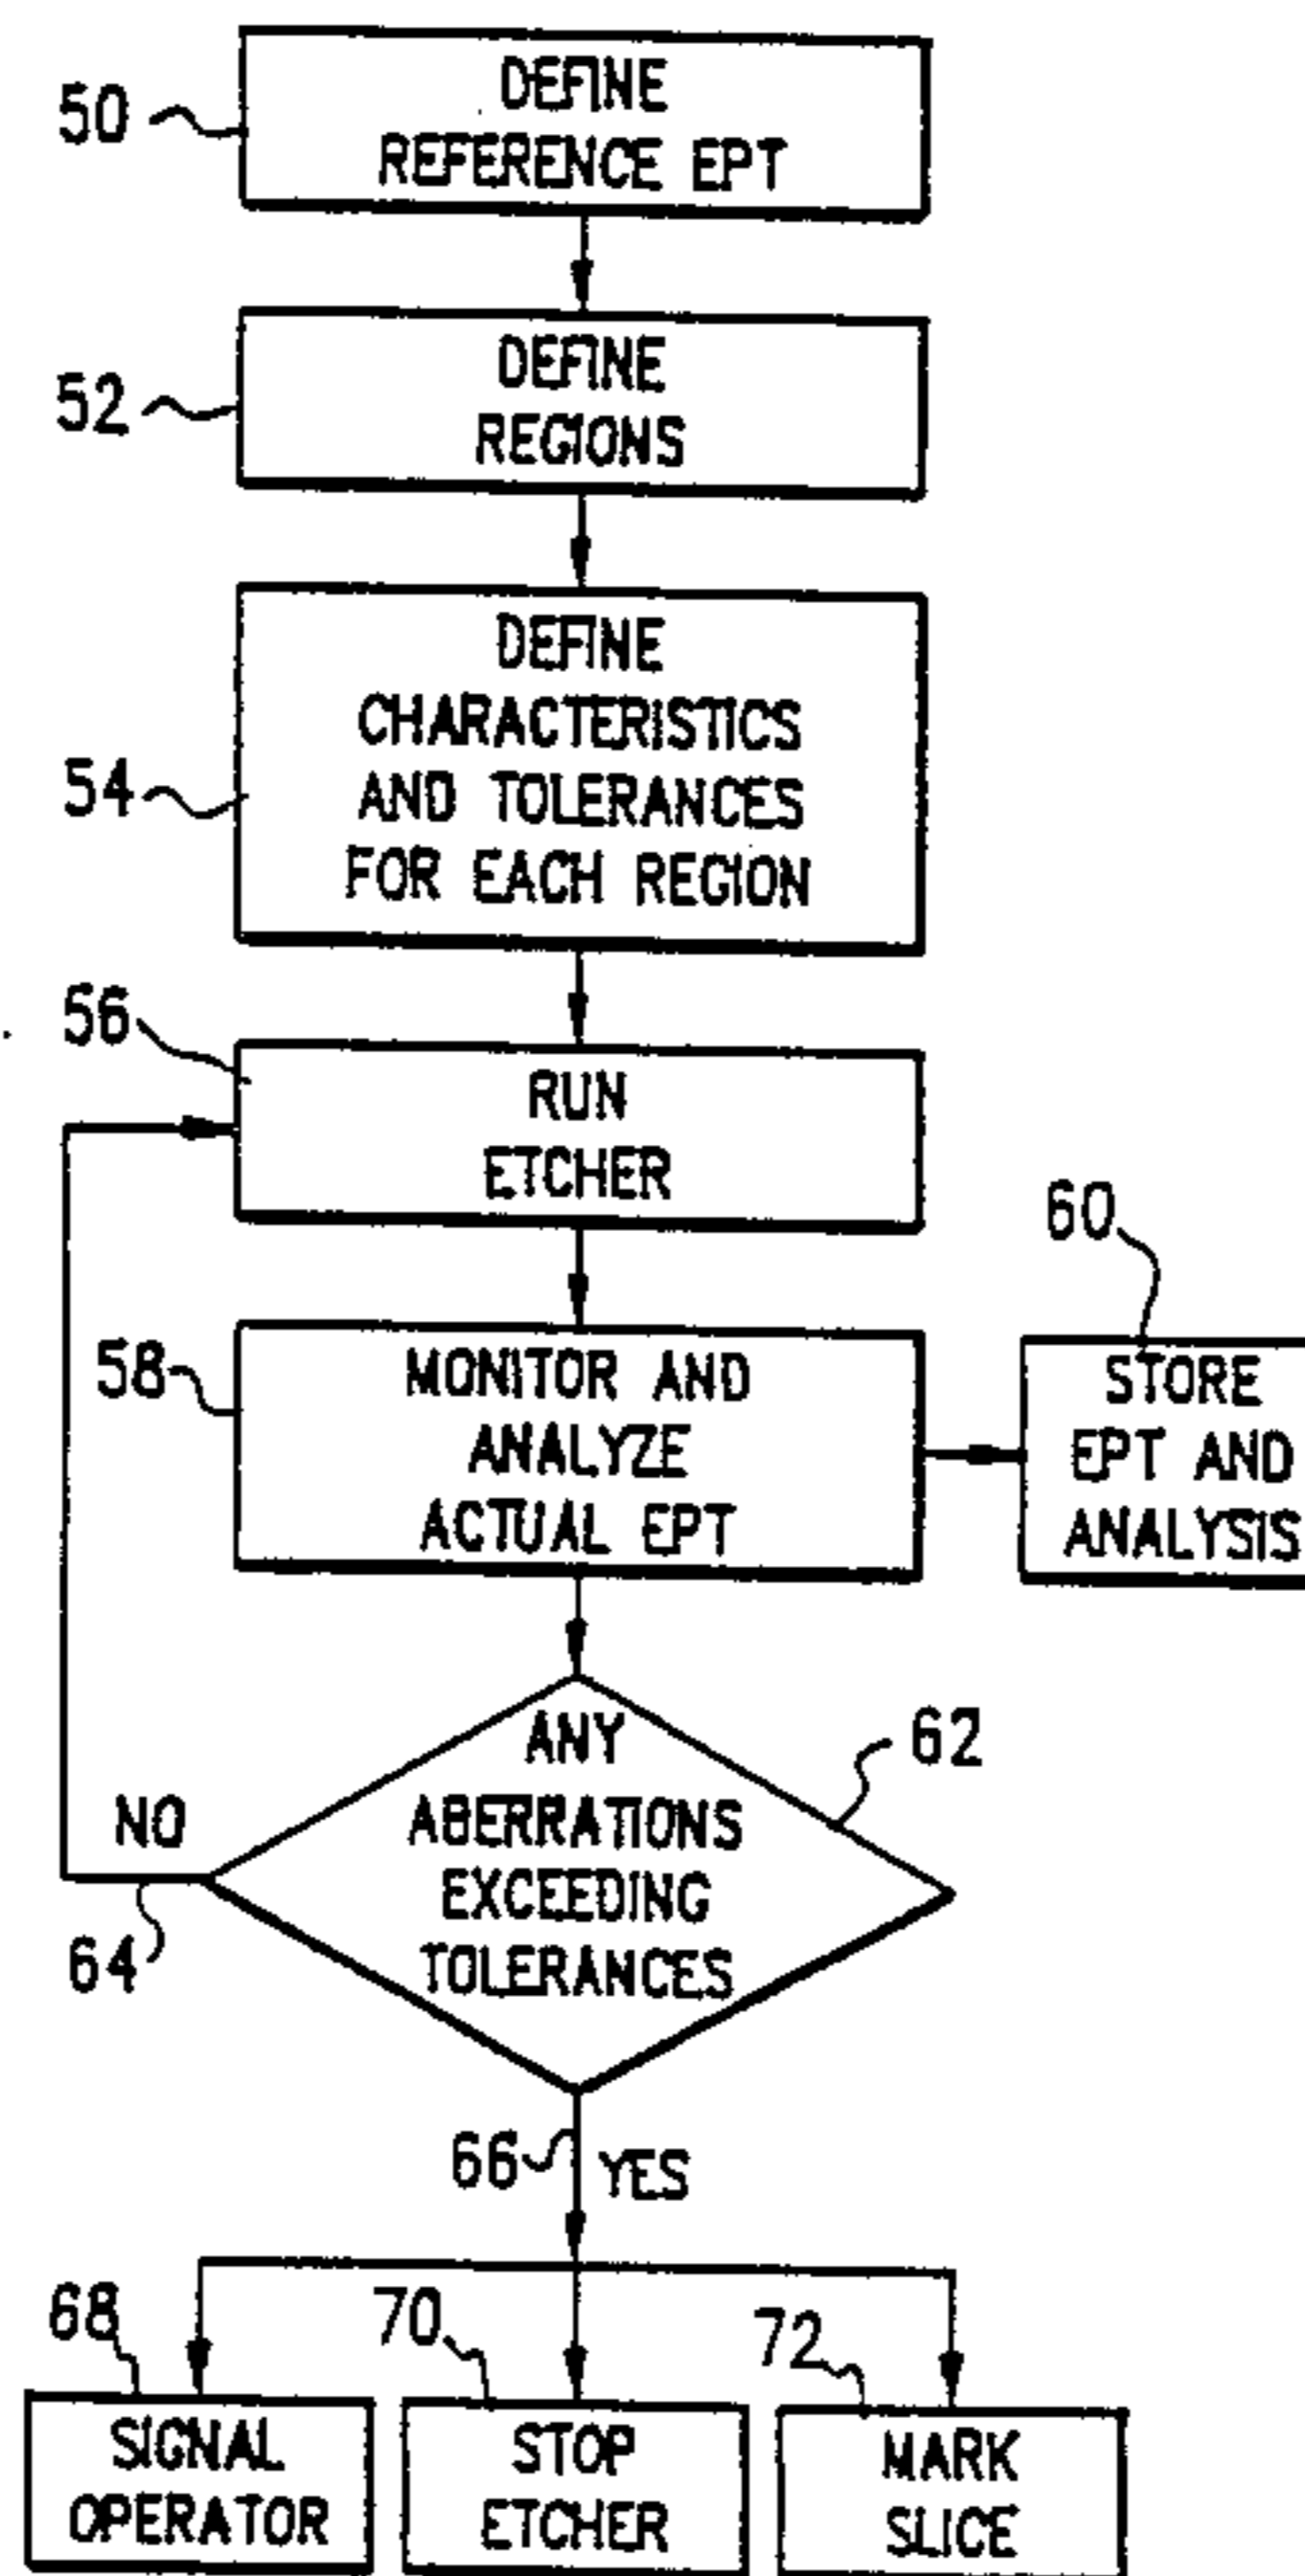 50
DEFINE
REFERENCE EPT
52
DEFINE
REGIONS
54
DEFINE
CHARACTERISTICS
AND TOLERANCES
FOR EACH REGION
56
RUN
ETCHER
58
MONITOR AND
ANALYZE
ACTUAL EPT
60
STORE
EPT AND
ANALYSIS
62
ANY
ABERRATIONS
EXCEEDING
TOLERANCES
NO
64
66
YES
68
SIGNAL
OPERATOR
70
STOP
ETCHER
72
MARK
SLICE